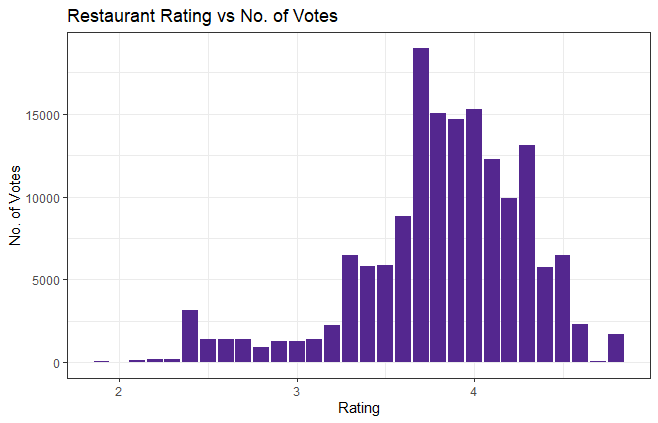 Restaurant Rating vs No. of Votes
No. of Votes
15000
10000
5000
0
2 3 4
Rating